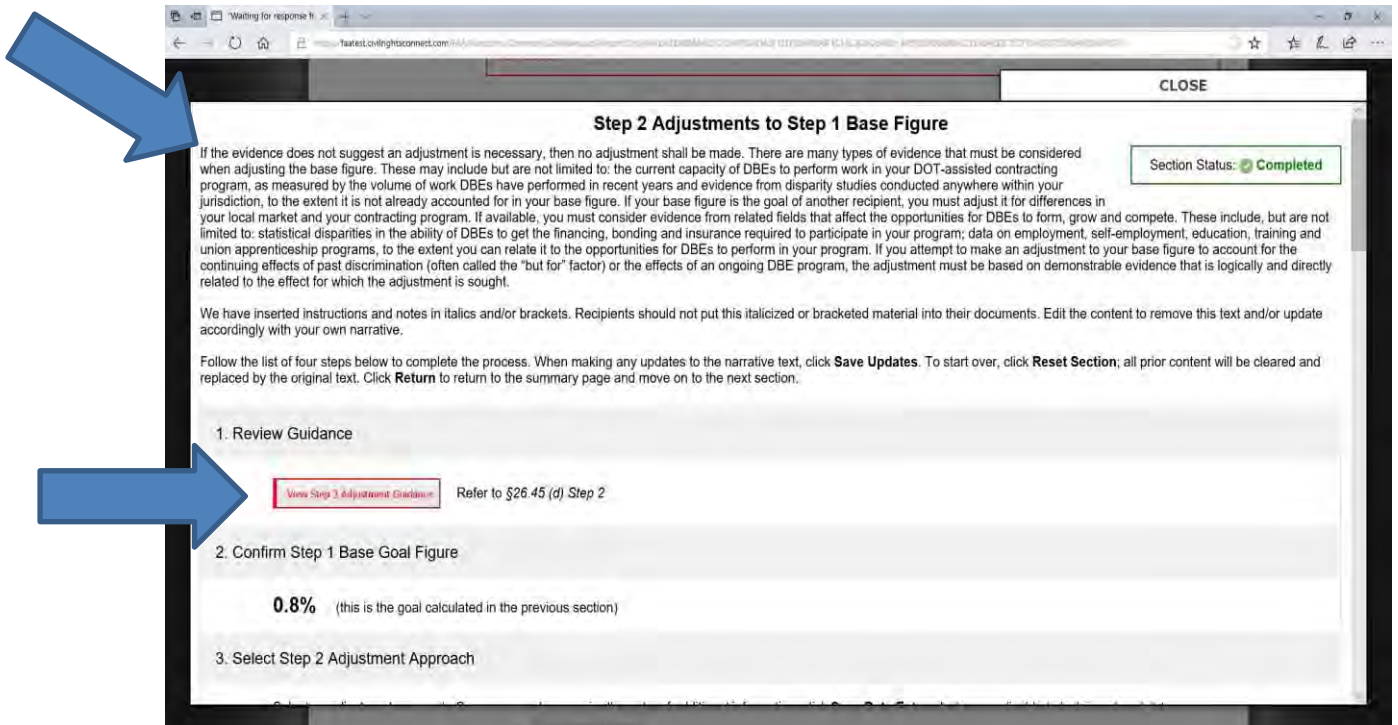 'Waiting for response fr
faatest.civilrightsconnect.com
CLOSE
Step 2 Adjustments to Step 1 Base Figure
If the evidence does not suggest an adjustment is necessary, then no adjustment shall be made. There are many types of evidence that must be considered
when adjusting the base figure. These may include but are not limited to: the current capacity of DBEs to perform work in your DOT-assisted contracting
program, as measured by the volume of work DBEs have performed in recent years and evidence from disparity studies conducted anywhere within your
jurisdiction, to the extent it is not already accounted for in your base figure. If your base figure is the goal of another recipient, you must adjust it for differences in
your local market and your contracting program. If available, you must consider evidence from related fields that affect the opportunities for DBEs to form, grow and compete. These include, but are not
limited to: statistical disparities in the ability of DBEs to get the financing, bonding and insurance required to participate in your program; data on employment, self-employment, education, training and
union apprenticeship programs, to the extent you can relate it to the opportunities for DBEs to perform in your program. If you attempt to make an adjustment to your base figure to account for the
continuing effects of past discrimination (often called the "but for" factor) or the effects of an ongoing DBE program, the adjustment must be based on demonstrable evidence that is logically and directly
related to the effect for which the adjustment is sought.
Section Status: Completed
We have inserted instructions and notes in italics and/or brackets. Recipients should not put this italicized or bracketed material into their documents. Edit the content to remove this text and/or update
accordingly with your own narrative.
Follow the list of four steps below to complete the process. When making any updates to the narrative text, click Save Updates. To start over, click Reset Section; all prior content will be cleared and
replaced by the original text. Click Return to return to the summary page and move on to the next section.
1. Review Guidance
View Step 2 Adjustment Guidance Refer to §26.45 (d) Step 2
2. Confirm Step 1 Base Goal Figure
0.8% (this is the goal calculated in the previous section)
3. Select Step 2 Adjustment Approach